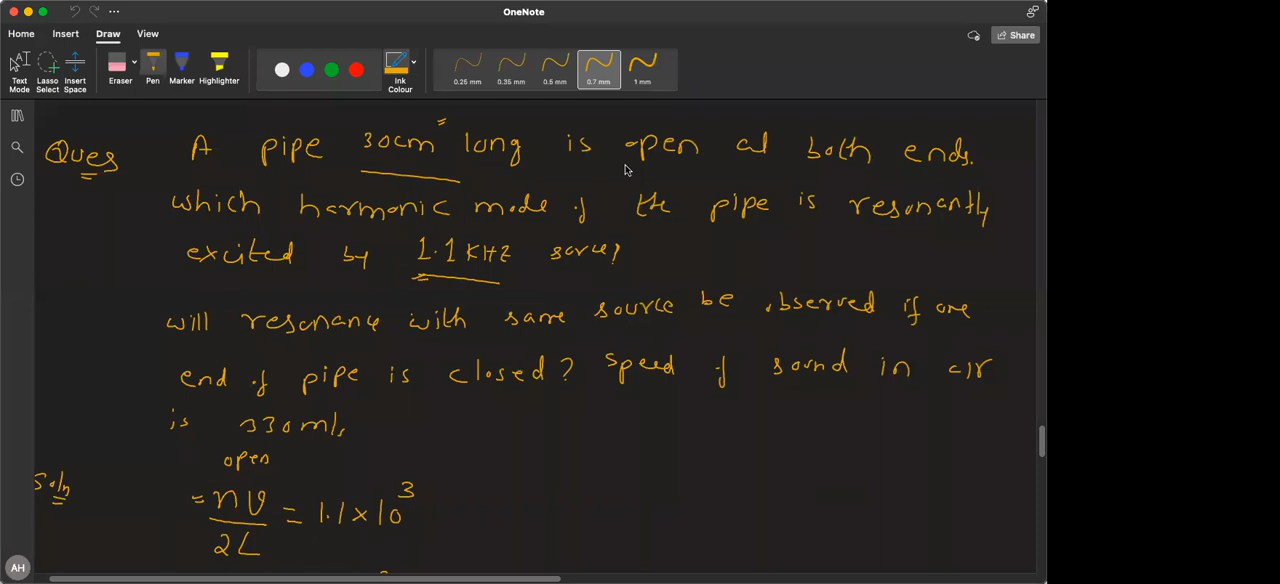 OneNote
Home Insert Draw View
Share
Text Mode
Lasso Select
Insert Space
Eraser
Pen
Marker
Highlighter
Ink Colour
0.25 mm
0.35 mm
0.5 mm
0.7 mm
1 mm
Ques A pipe 30cm long is open at both ends.
which harmonic mode of the pipe is resonantly
excited by 1.1 KHZ source?
will resonance with same source be observed if one
end of pipe is closed? Speed of sound in air
is 330m/s
open
Soln
= nv/2L = 1.1 × 10³
AH